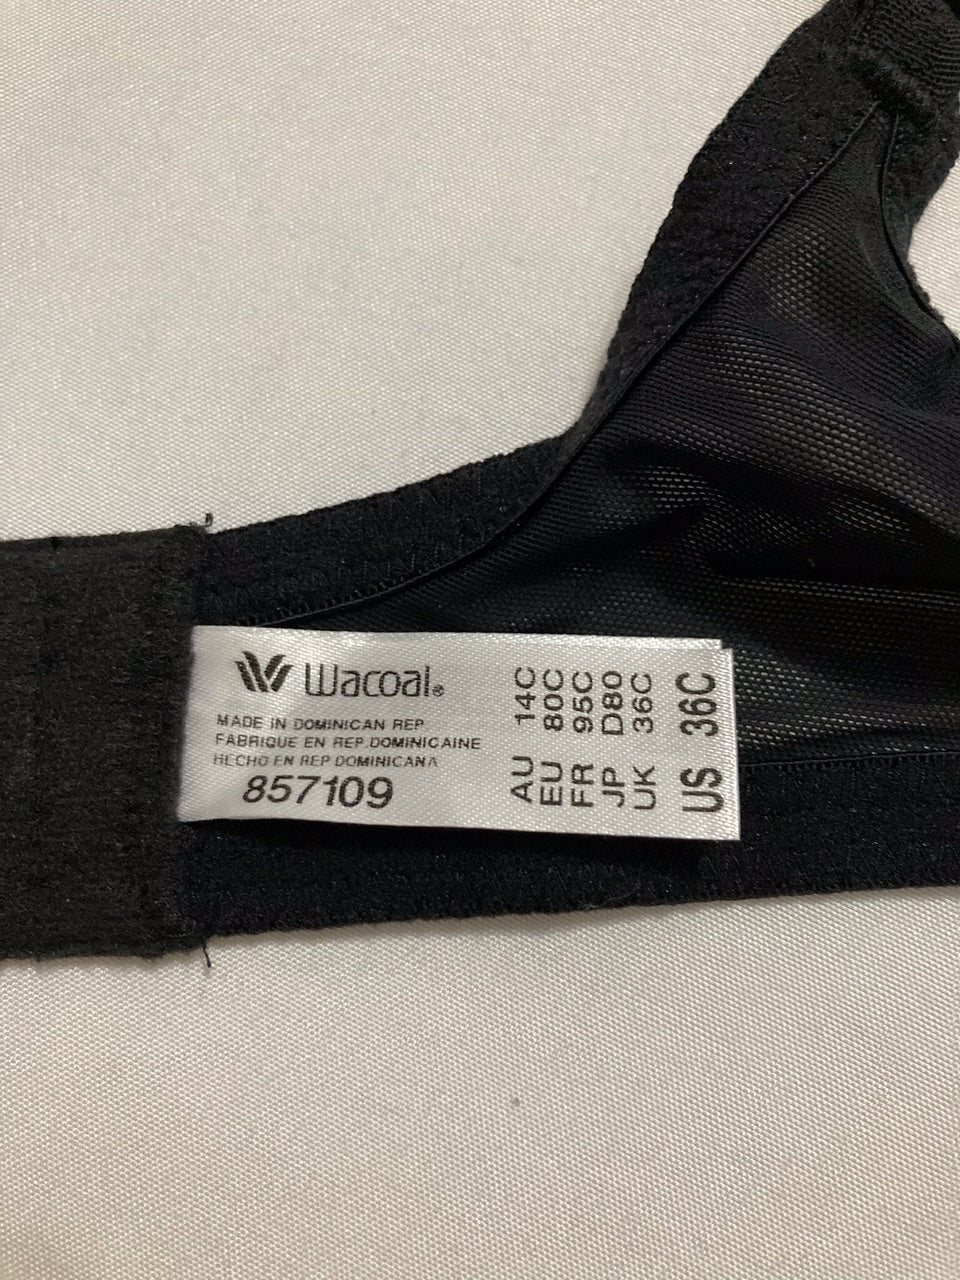 Wacoal®
MADE IN DOMINICAN REP
FABRIQUE EN REP.DOMINICAINE
HECHO EN REP DOMINICANA
857109
AU 14C
EU 80C
FR 95C
JP D80
UK 36C
US 36C